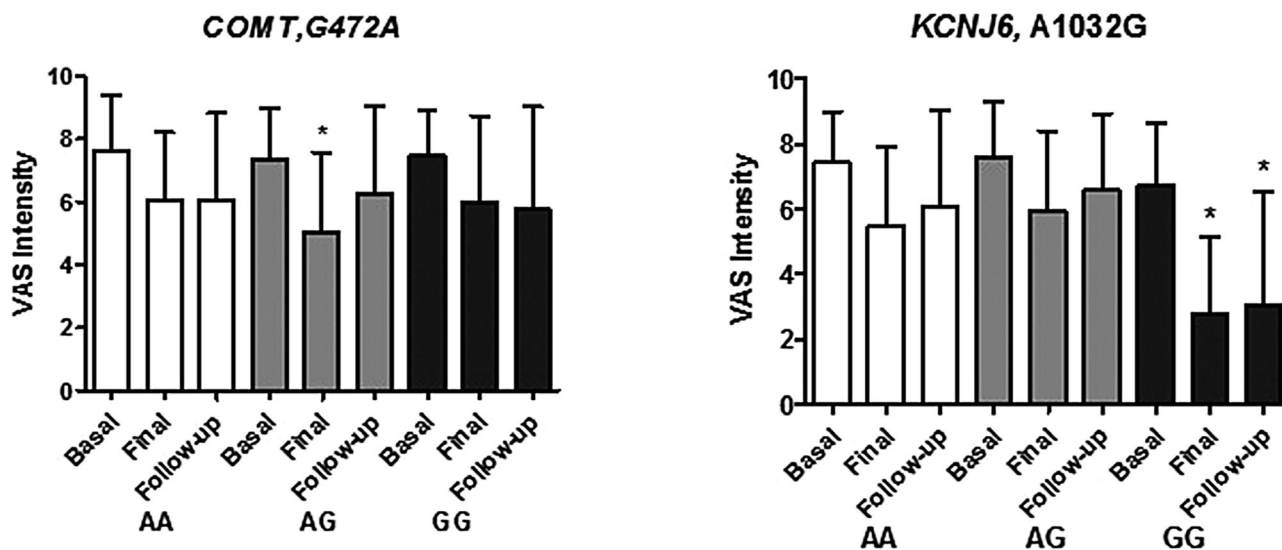 COMT,G472A
VAS Intensity
10
8
6
4
2
0
*
Basal
Final
Follow-up
Basal
Final
Follow-up
Basal
Final
Follow-up
AA
AG
GG
KCNJ6, A1032G
VAS Intensity
10
8
6
4
2
0
*
*
Basal
Final
Follow-up
Basal
Final
Follow-up
Basal
Final
Follow-up
AA
AG
GG